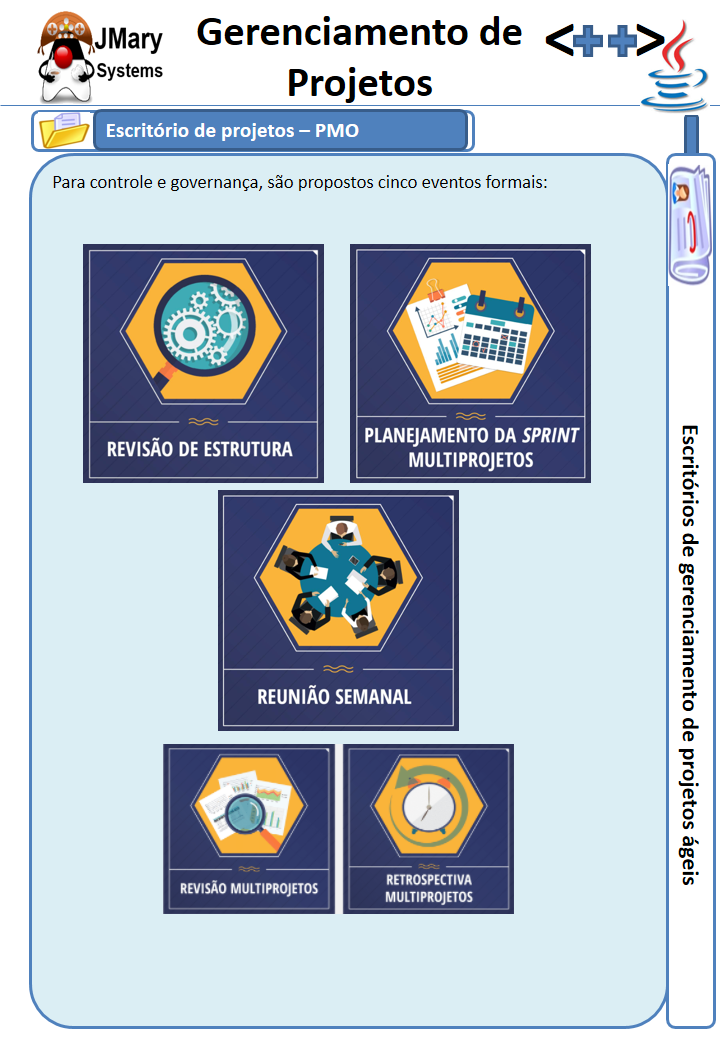 JMary
Systems
Gerenciamento de
Projetos
<++>
Escritório de projetos – PMO
Para controle e governança, são propostos cinco eventos formais:
REVISÃO DE ESTRUTURA
PLANEJAMENTO DA SPRINT
MULTIPROJETOS
REUNIÃO SEMANAL
REVISÃO MULTIPROJETOS
RETROSPECTIVA
MULTIPROJETOS
Escritórios de gerenciamento de projetos ágeis